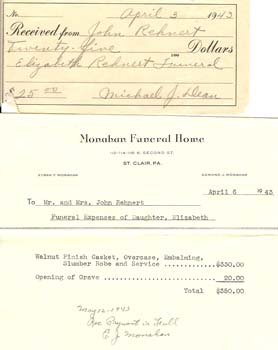 No. April 3 1943
Received from John Rehnert
Twenty-five Dollars
Elizabeth Rehnert Funeral
$25.00 Michael J. Dean
Monahan Funeral Home
ST. CLAIR, PA.
EDMOND J. MONAHAN
April 6 1943
To Mr. and Mrs. John Rehnert
Funeral Expenses of Daughter, Elizabeth
Walnut Finish Casket, Overcase, Embalming,
Slumber Robe and Service ............$330.00
Opening of Grave ..................... 20.00
Total $350.00
May 12-1943
Rec Payment in Full
E J. Monahan